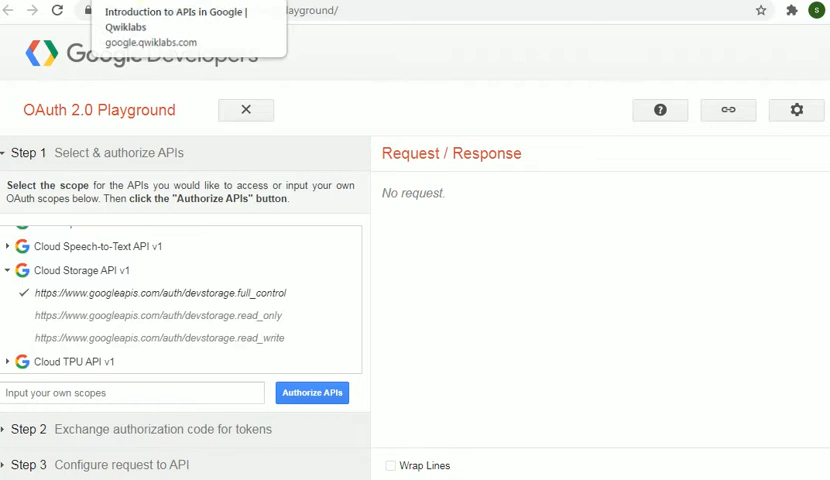 Introduction to APIs in Google |
Qwiklabs
google.qwiklabs.com
layground/
S
Google Developers
OAuth 2.0 Playground
Step 1 Select & authorize APIs
Select the scope for the APIs you would like to access or input your own
OAuth scopes below. Then click the "Authorize APIs" button.
Cloud Speech-to-Text API v1
Cloud Storage API v1
https://www.googleapis.com/auth/devstorage.full_control
https://www.googleapis.com/auth/devstorage.read_only
https://www.googleapis.com/auth/devstorage.read_write
Cloud TPU API v1
Input your own scopes
Authorize APIs
Step 2 Exchange authorization code for tokens
Step 3 Configure request to API
Request / Response
No request.
Wrap Lines